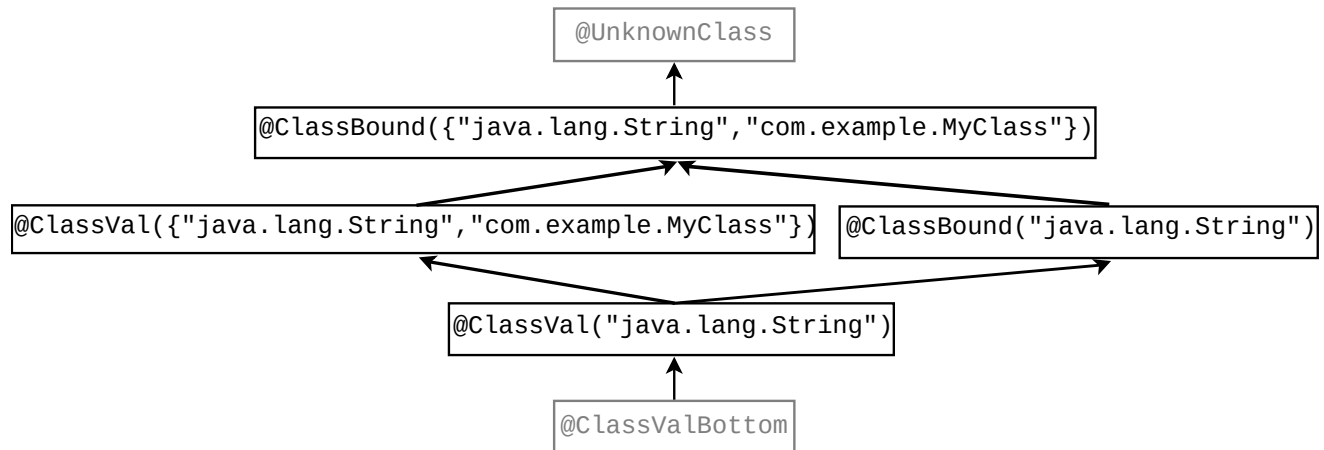 @UnknownClass
@ClassBound({"java.lang.String","com.example.MyClass"})
@ClassVal({"java.lang.String","com.example.MyClass"})
@ClassBound("java.lang.String")
@ClassVal("java.lang.String")
@ClassValBottom